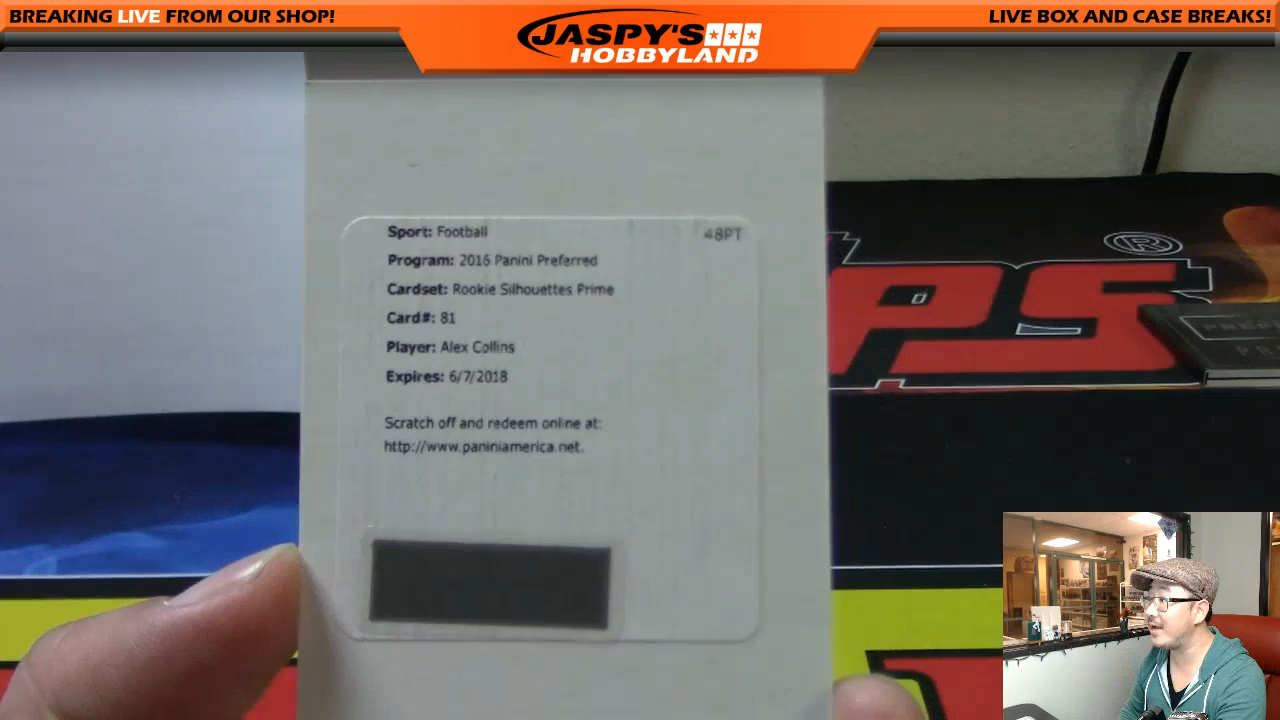 BREAKING LIVE FROM OUR SHOP!
JASPY'S
HOBBYLAND
LIVE BOX AND CASE BREAKS!
Sport: Football
48PT
Program: 2016 Panini Preferred
Cardset: Rookie Silhouettes Prime
Card#: 81
Player: Alex Collins
Expires: 6/7/2018
Scratch off and redeem online at:
http://www.paniniamerica.net.
®
PS